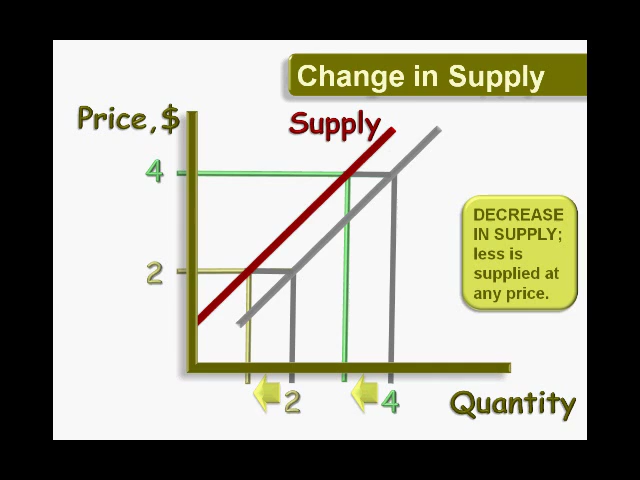 Change in Supply
Price,$
Supply
4
2
DECREASE
IN SUPPLY;
less is
supplied at
any price.
2
4
Quantity